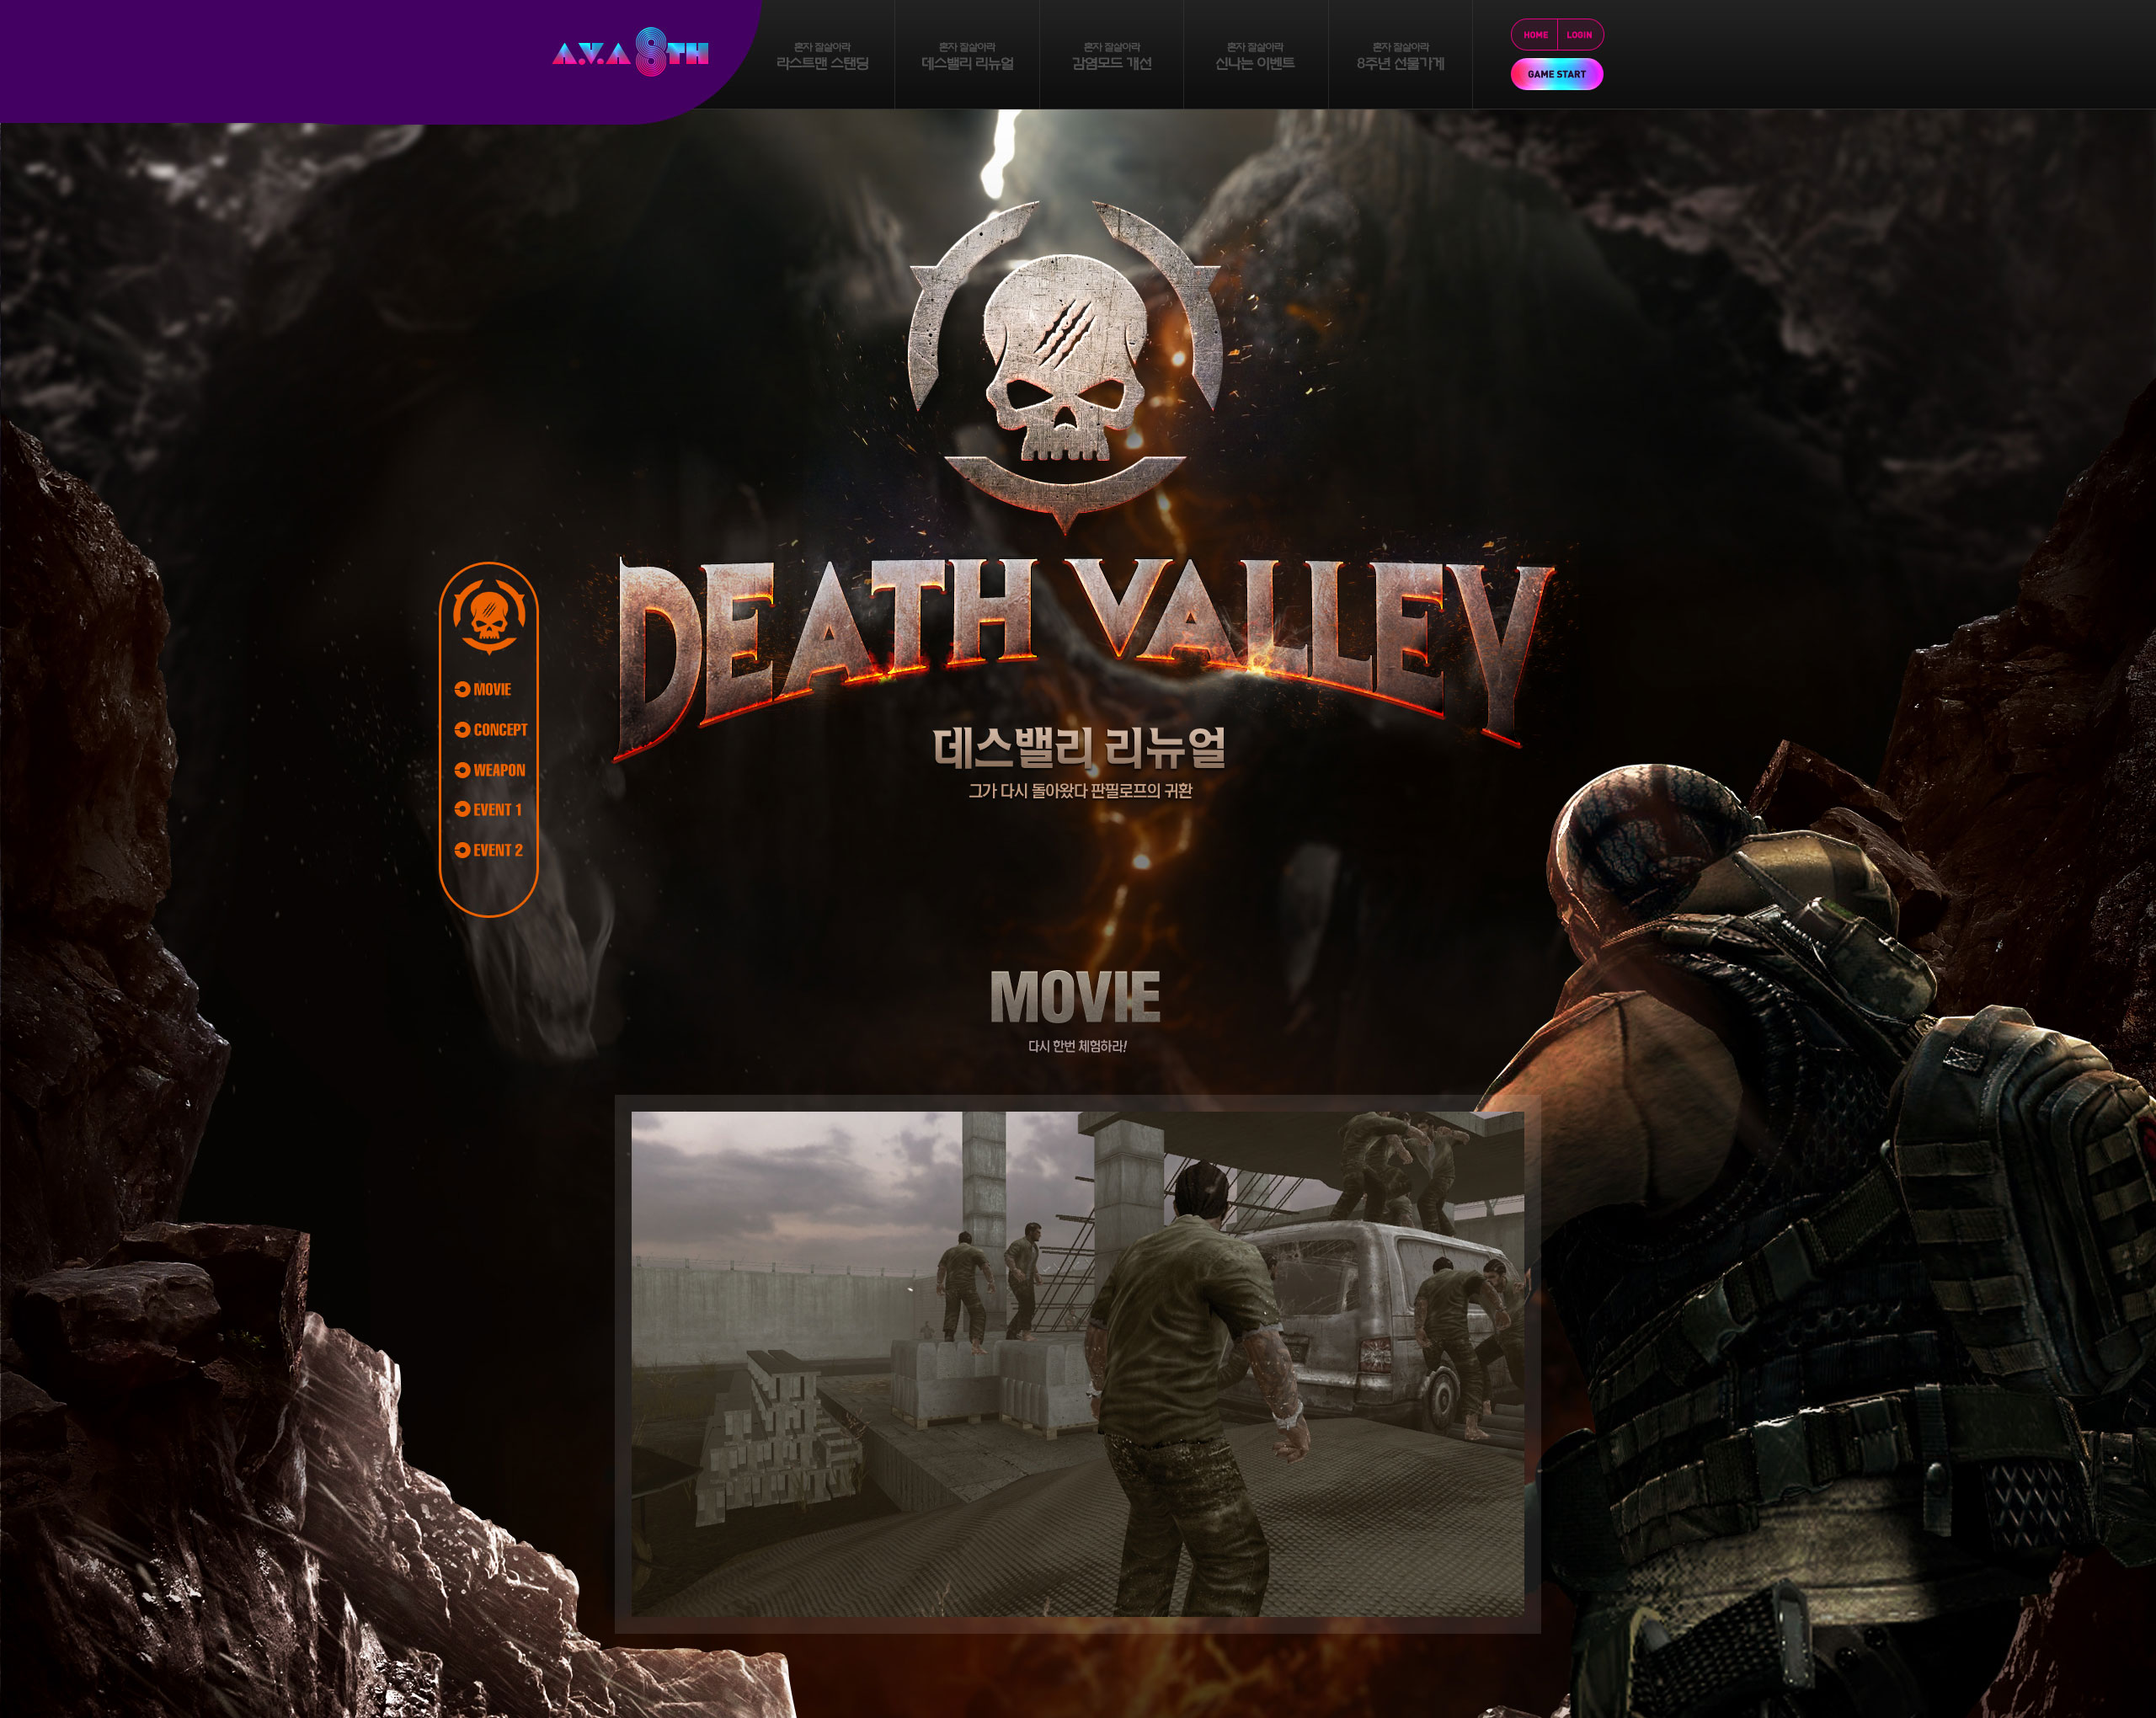 A.V.A 8TH
혼자 잘살아라
라스트맨 스탠딩
혼자 잘살아라
데스밸리 리뉴얼
혼자 잘살아라
감염모드 개선
혼자 잘살아라
신나는 이벤트
혼자 잘살아라
8주년 선물가게
HOME
LOGIN
GAME START
DEATH VALLEY
데스밸리 리뉴얼
그가 다시 돌아왔다 판필로프의 귀환
MOVIE
CONCEPT
WEAPON
EVENT 1
EVENT 2
MOVIE
다시 한번 체험하라!